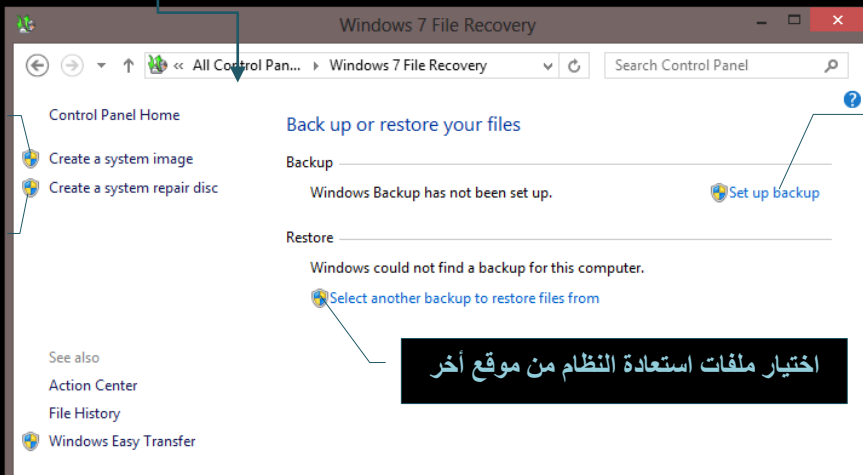 Windows 7 File Recovery
« All Control Pan... Windows 7 File Recovery
Search Control Panel
Control Panel Home
Create a system image
Create a system repair disc
Back up or restore your files
Backup
Windows Backup has not been set up.
Set up backup
Restore
Windows could not find a backup for this computer.
Select another backup to restore files from
اختيار ملفات استعادة النظام من موقع أخر
See also
Action Center
File History
Windows Easy Transfer